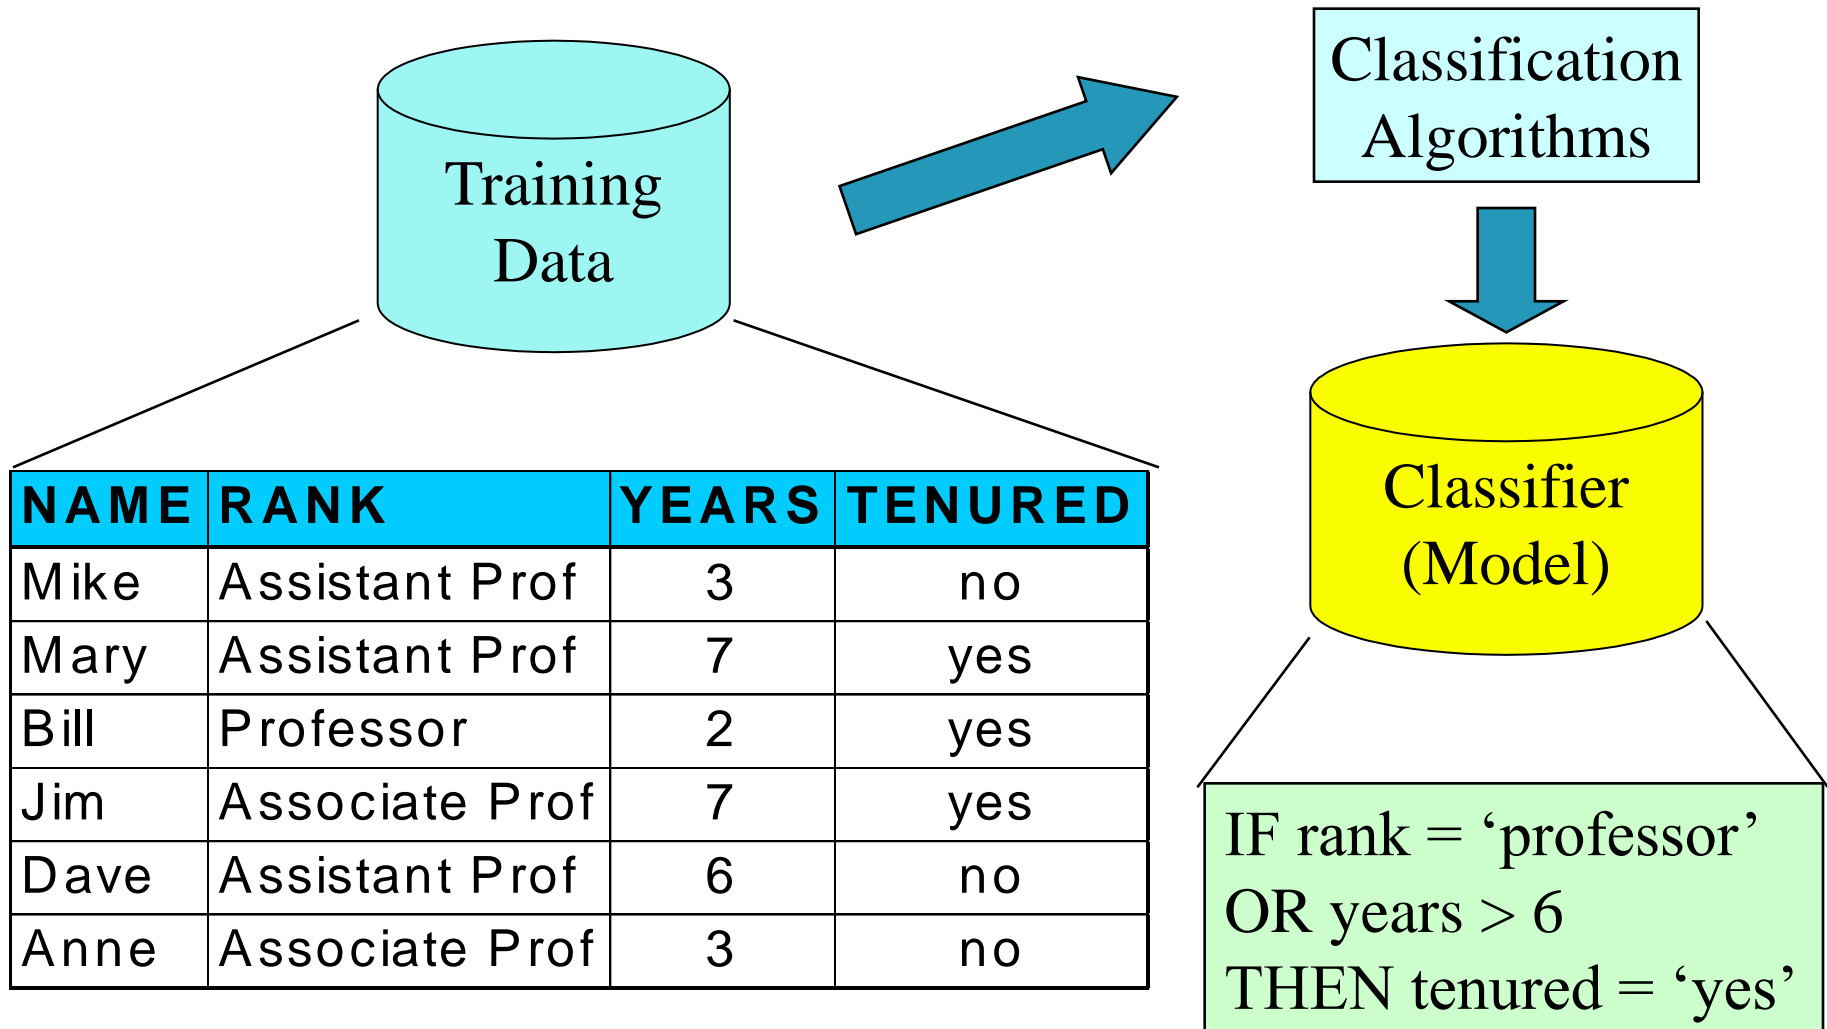 Training
Data
Classification
Algorithms
NAME RANK YEARS TENURED
Mike Assistant Prof 3 no
Mary Assistant Prof 7 yes
Bill Professor 2 yes
Jim Associate Prof 7 yes
Dave Assistant Prof 6 no
Anne Associate Prof 3 no
Classifier
(Model)
IF rank = ‘professor’
OR years > 6
THEN tenured = ‘yes’